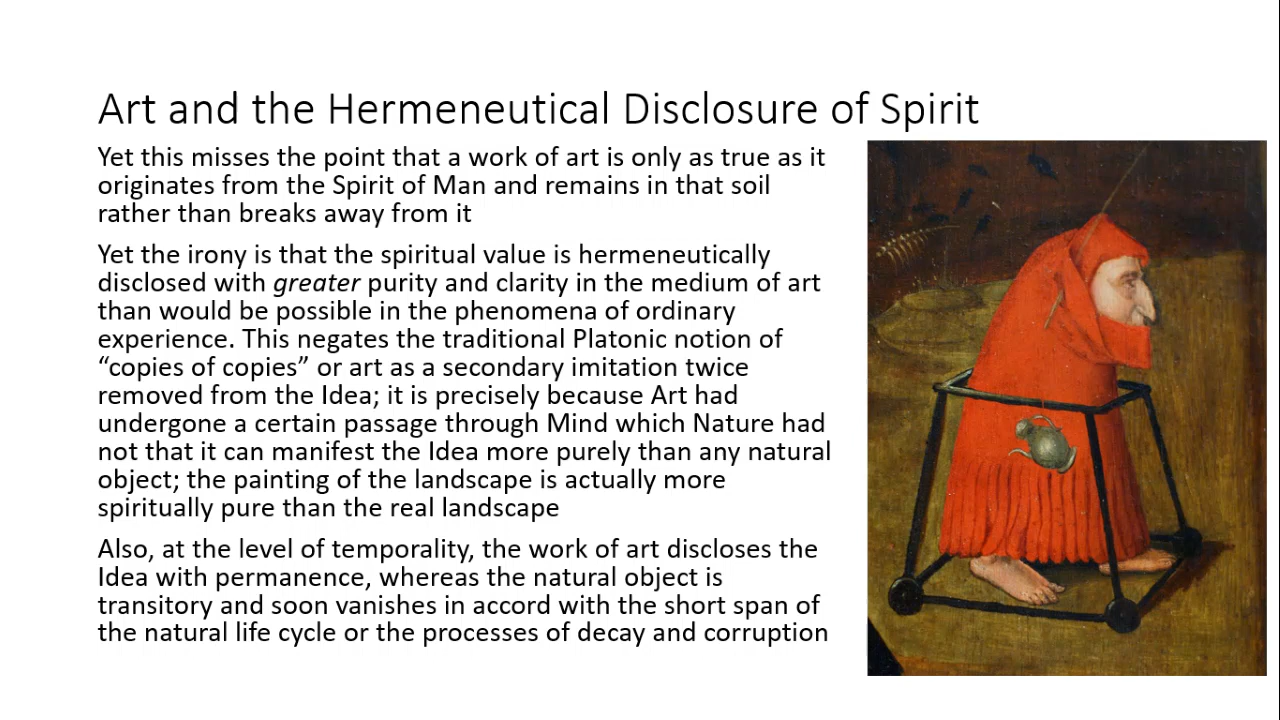 Art and the Hermeneutical Disclosure of Spirit
Yet this misses the point that a work of art is only as true as it
originates from the Spirit of Man and remains in that soil
rather than breaks away from it
Yet the irony is that the spiritual value is hermeneutically
disclosed with greater purity and clarity in the medium of art
than would be possible in the phenomena of ordinary
experience. This negates the traditional Platonic notion of
“copies of copies” or art as a secondary imitation twice
removed from the Idea; it is precisely because Art had
undergone a certain passage through Mind which Nature had
not that it can manifest the Idea more purely than any natural
object; the painting of the landscape is actually more
spiritually pure than the real landscape
Also, at the level of temporality, the work of art discloses the
Idea with permanence, whereas the natural object is
transitory and soon vanishes in accord with the short span of
the natural life cycle or the processes of decay and corruption